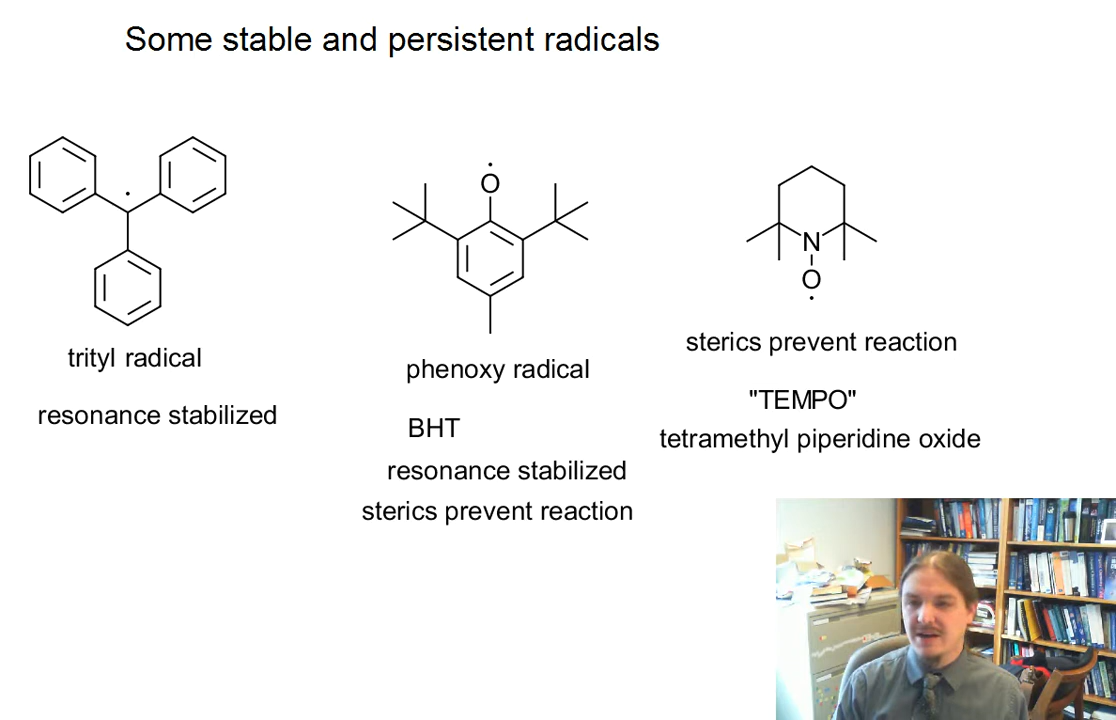 Some stable and persistent radicals
trityl radical
resonance stabilized
O
phenoxy radical
BHT
resonance stabilized
sterics prevent reaction
N
O
sterics prevent reaction
"TEMPO"
tetramethyl piperidine oxide